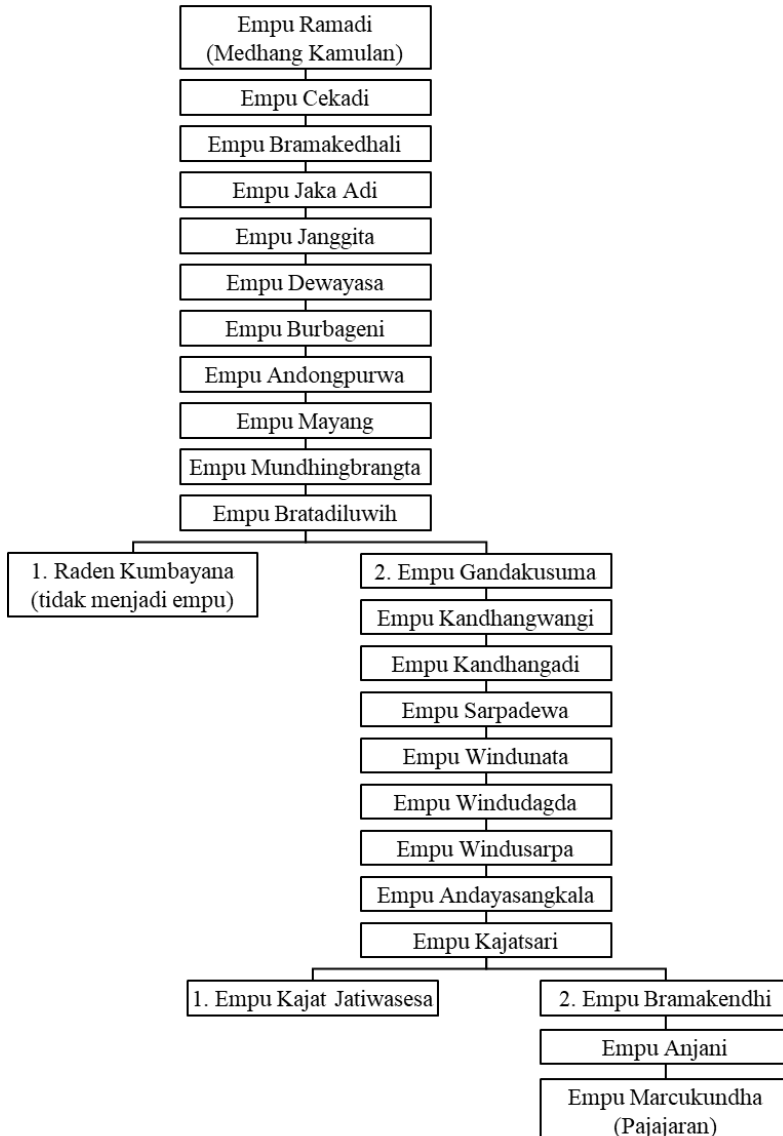 Empu Ramadi
(Medhang Kamulan)
Empu Cekadi
Empu Bramakedhali
Empu Jaka Adi
Empu Janggita
Empu Dewayasa
Empu Burbageni
Empu Andongpurwa
Empu Mayang
Empu Mundhingbrangta
Empu Bratadiluwih
1. Raden Kumbayana
(tidak menjadi empu)
2. Empu Gandakusuma
Empu Kandhangwangi
Empu Kandhangadi
Empu Sarpadewa
Empu Windunata
Empu Windudagda
Empu Windusarpa
Empu Andayasangkala
Empu Kajatsari
1. Empu Kajat Jatiwasesa
2. Empu Bramakendhi
Empu Anjani
Empu Marcukundha
(Pajajaran)